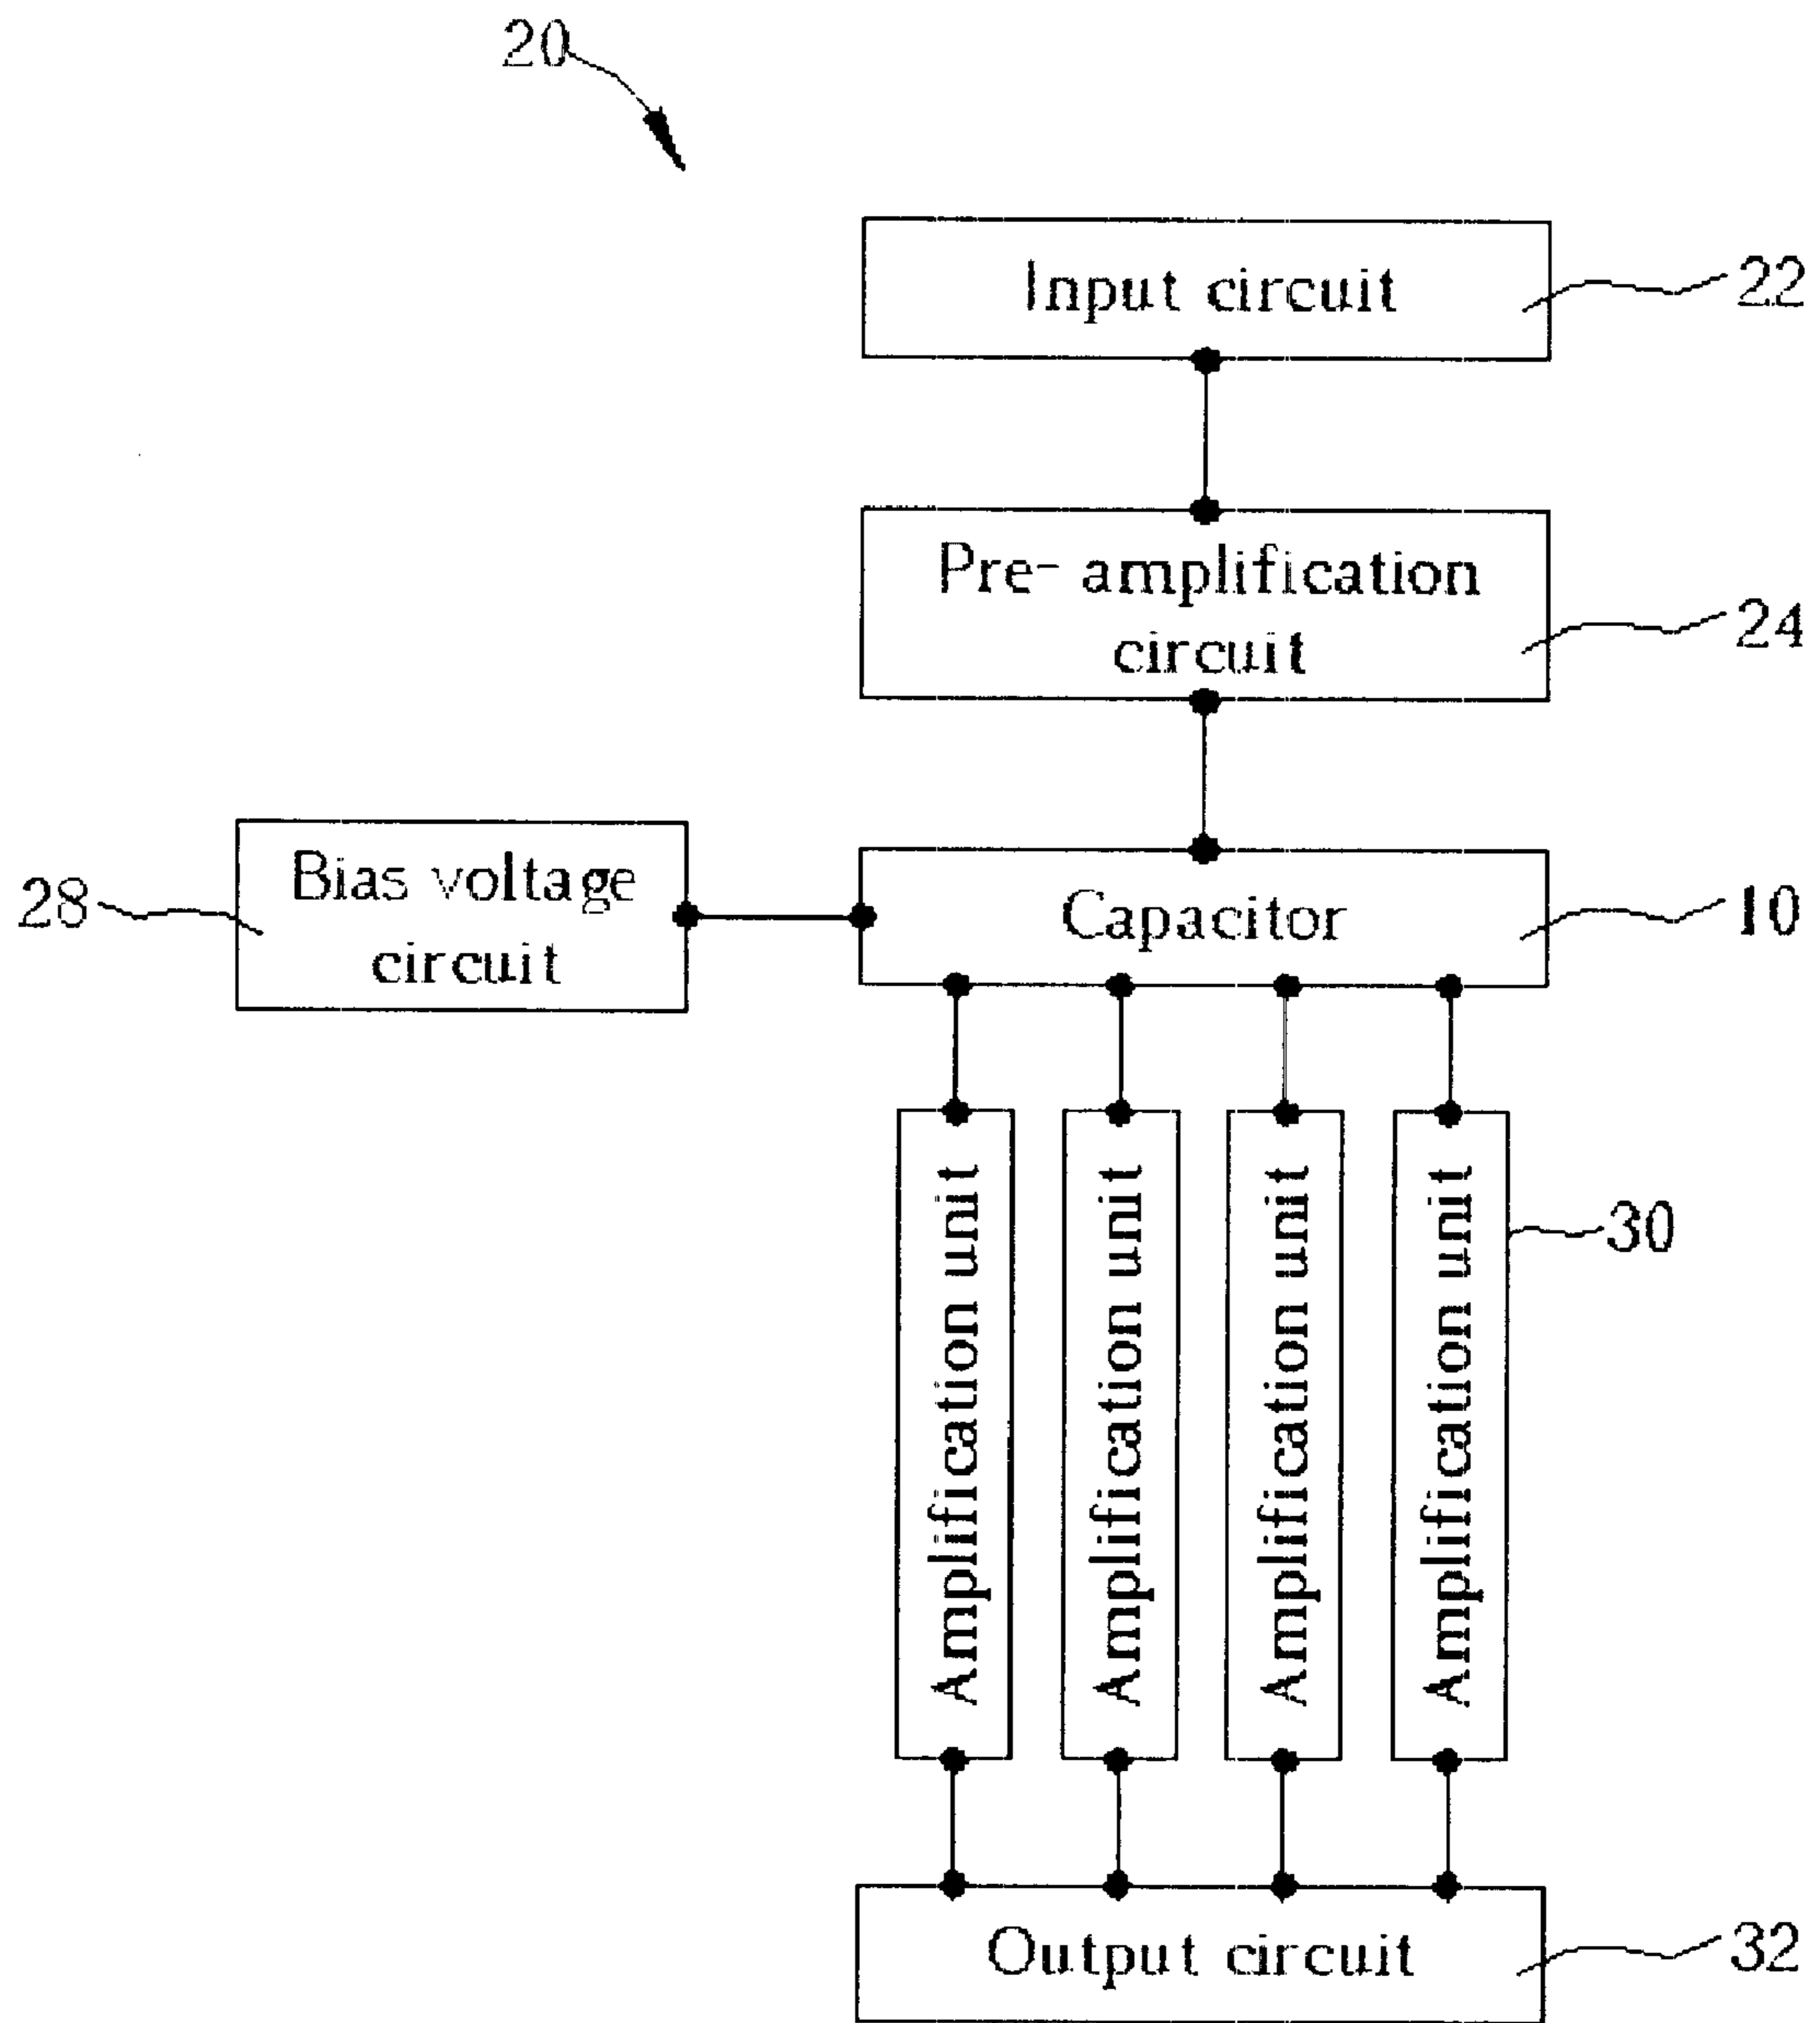 20
Input circuit
22
Pre- amplification
circuit
24
Bias voltage
circuit
28
Capacitor
10
Amplification unit
Amplification unit
Amplification unit
Amplification unit
30
Output circuit
32